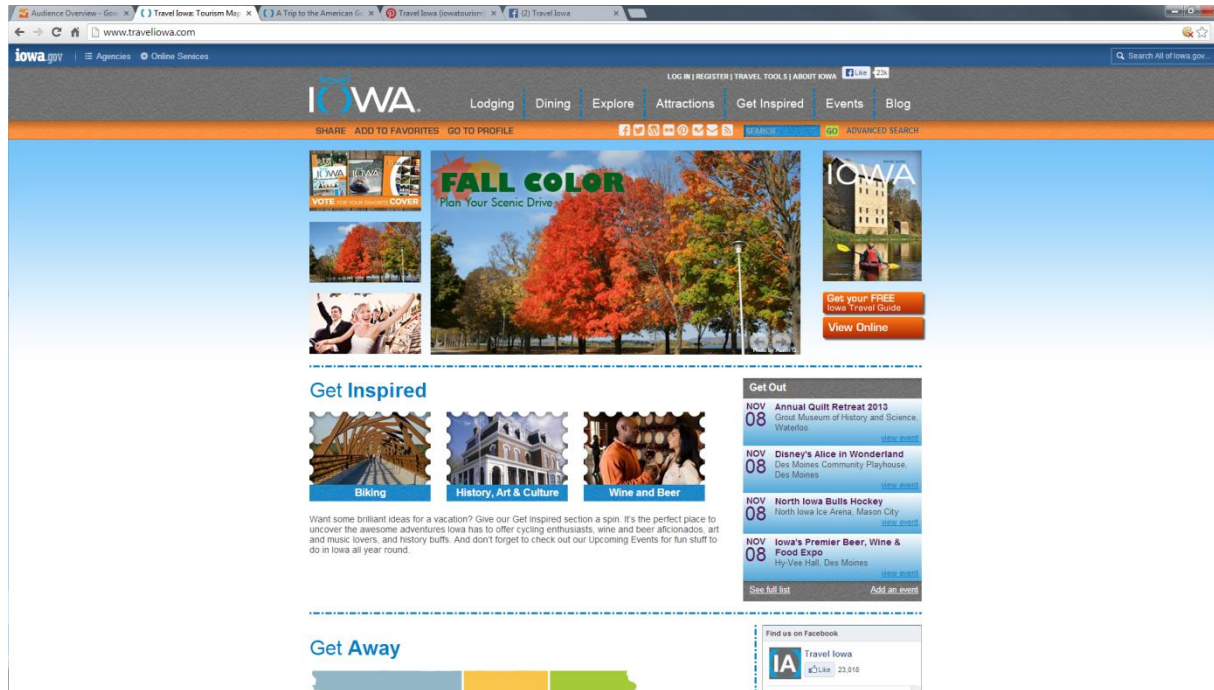 Audience Overview - Goo
Travel Iowa: Tourism Map
A Trip to the American Go
Travel Iowa (iowatourism)
(2) Travel Iowa
www.traveliowa.com
iowa.gov
Agencies
Online Services
Search All of Iowa.gov...
LOG IN | REGISTER | TRAVEL TOOLS | ABOUT IOWA
Like
23k
IOWA.
Lodging
Dining
Explore
Attractions
Get Inspired
Events
Blog
SHARE
ADD TO FAVORITES
GO TO PROFILE
SEARCH
GO
ADVANCED SEARCH
IOWA IOWA
VOTE FOR YOUR FAVORITE COVER
FALL COLOR
Plan Your Scenic Drive
IOWA
Get your FREE
Iowa Travel Guide
View Online
Get Inspired
Biking
History, Art & Culture
Wine and Beer
Want some brilliant ideas for a vacation? Give our Get Inspired section a spin. It's the perfect place to
uncover the awesome adventures Iowa has to offer cycling enthusiasts, wine and beer aficionados, art
and music lovers, and history buffs. And don't forget to check out our Upcoming Events for fun stuff to
do in Iowa all year round.
Get Out
NOV
08
Annual Quilt Retreat 2013
Grout Museum of History and Science,
Waterloo
view event
NOV
08
Disney's Alice in Wonderland
Des Moines Community Playhouse,
Des Moines
view event
NOV
08
North Iowa Bulls Hockey
North Iowa Ice Arena, Mason City
view event
NOV
08
Iowa's Premier Beer, Wine &
Food Expo
Hy-Vee Hall, Des Moines
view event
See full list
Add an event
Get Away
Find us on Facebook
IA
Travel Iowa
Like
23,018